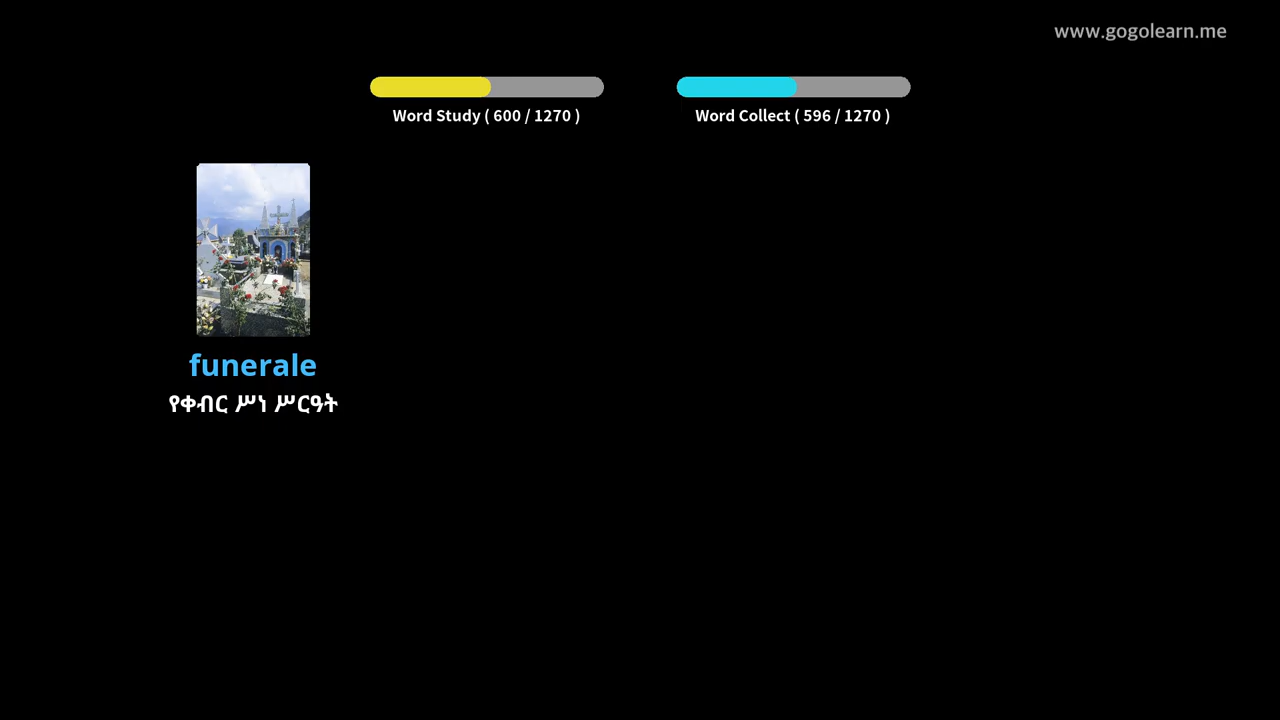 www.gogolearn.me
Word Study ( 600 / 1270 )
Word Collect ( 596 / 1270 )
funerale
የቀብር ሥነ ሥርዓት